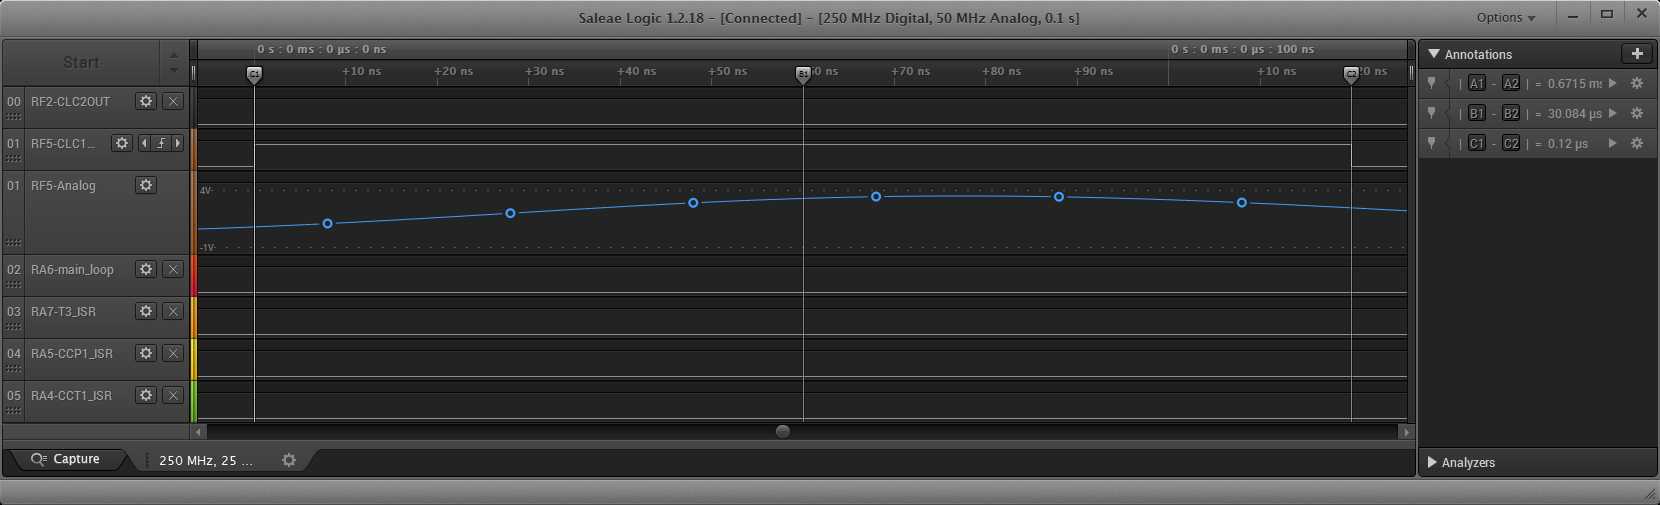 Saleae Logic 1.2.18 - [Connected] - [250 MHz Digital, 50 MHz Analog, 0.1 s]
Options
Start
0 s : 0 ms : 0 µs : 0 ns
0 s : 0 ms : 0 µs : 100 ns
C1 +10 ns +20 ns +30 ns +40 ns +50 ns B1 60 ns +70 ns +80 ns +90 ns +10 ns C2 20 ns
00 RF2-CLC2OUT
01 RF5-CLC1...
01 RF5-Analog
4V
-1V
02 RA6-main_loop
03 RA7-T3_ISR
04 RA5-CCP1_ISR
05 RA4-CCT1_ISR
Capture
250 MHz, 25 ...
Annotations
| A1 - A2 | = 0.6715 ms
| B1 - B2 | = 30.084 µs
| C1 - C2 | = 0.12 µs
Analyzers